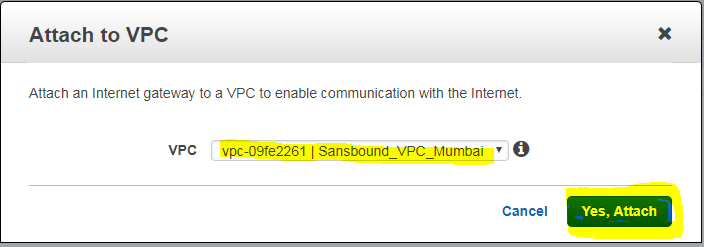 Attach to VPC
Attach an Internet gateway to a VPC to enable communication with the Internet.
VPC vpc-09fe2261 | Sansbound_VPC_Mumbai
Cancel Yes, Attach